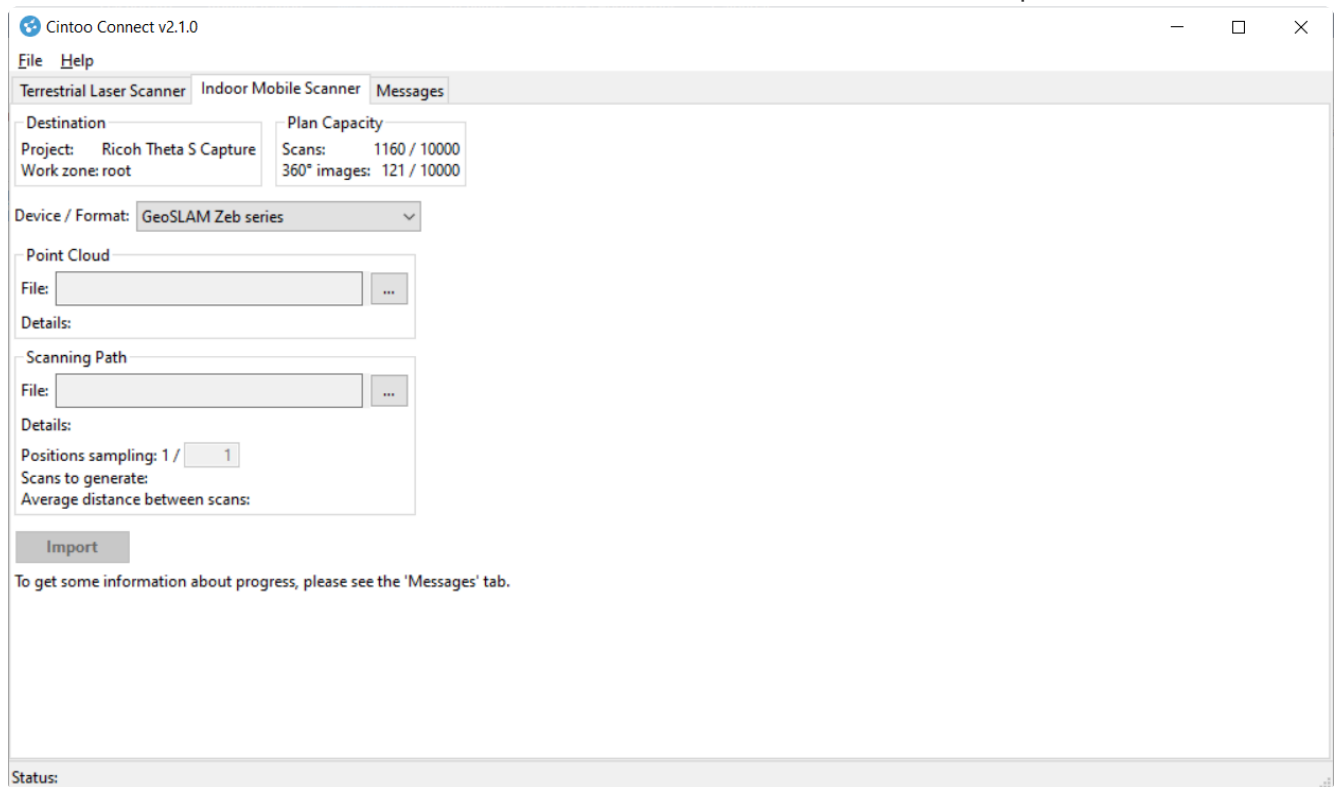 Cintoo Connect v2.1.0
File Help
Terrestrial Laser Scanner Indoor Mobile Scanner Messages
Destination
Project: Ricoh Theta S Capture
Work zone: root
Plan Capacity
Scans: 1160 / 10000
360° images: 121 / 10000
Device / Format: GeoSLAM Zeb series
Point Cloud
File: ...
Details:
Scanning Path
File: ...
Details:
Positions sampling: 1 / 1
Scans to generate:
Average distance between scans:
Import
To get some information about progress, please see the 'Messages' tab.
Status: